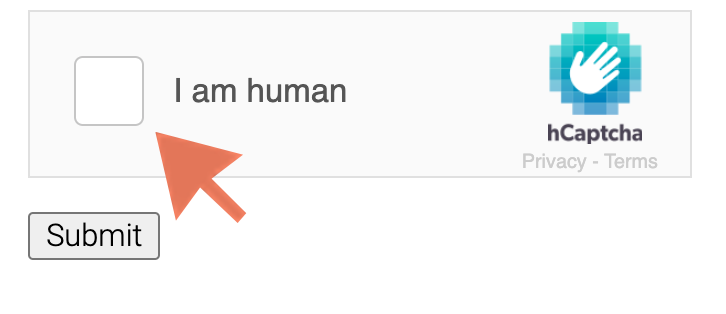 I am human
hCaptcha
Privacy - Terms
Submit